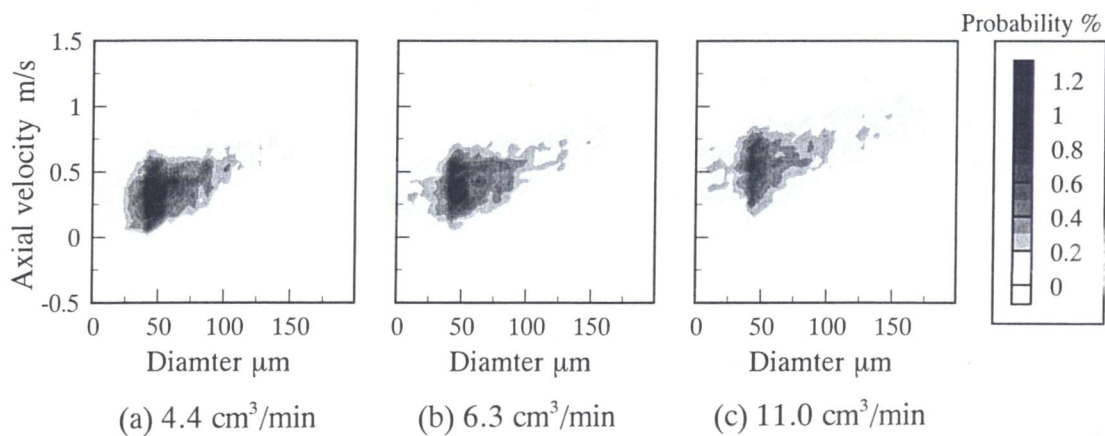 Probability %
1.5
1
0.5
0
-0.5
Axial velocity m/s
0 50 100 150
0 50 100 150
0 50 100 150
Diamter μm
Diamter μm
Diamter μm
1.2
1
0.8
0.6
0.4
0.2
0
(a) 4.4 cm³/min
(b) 6.3 cm³/min
(c) 11.0 cm³/min